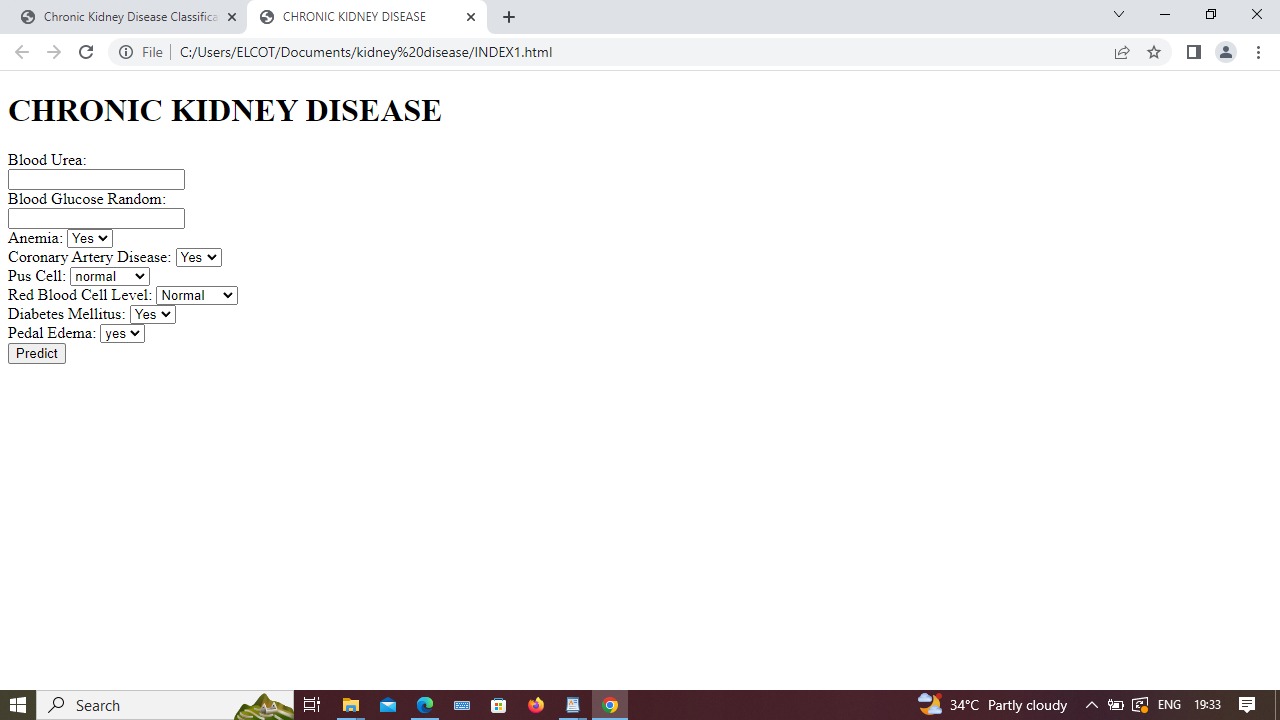 Chronic Kidney Disease Classifica
CHRONIC KIDNEY DISEASE
File
C:/Users/ELCOT/Documents/kidney%20disease/INDEX1.html
CHRONIC KIDNEY DISEASE
Blood Urea:
Blood Glucose Random:
Anemia: Yes
Coronary Artery Disease: Yes
Pus Cell: normal
Red Blood Cell Level: Normal
Diabetes Mellitus: Yes
Pedal Edema: yes
Predict
Search
34°C Partly cloudy
ENG
19:33